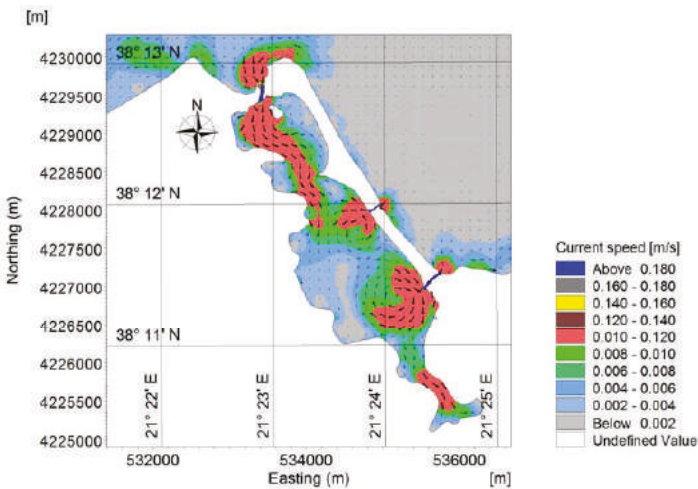 [m]
4230000
4229500
4229000
4228500
4228000
4227500
4227000
4226500
4226000
4225500
4225000
Northing (m)
38° 13' N
38° 12' N
38° 11' N
N
21° 22' E
21° 23' E
21° 24' E
21° 25' E
532000
534000
536000
Easting (m)
[m]
Current speed [m/s]
Above 0.180
0.160 - 0.180
0.140 - 0.160
0.120 - 0.140
0.010 - 0.120
0.008 - 0.010
0.006 - 0.008
0.004 - 0.006
0.002 - 0.004
Below 0.002
Undefined Value